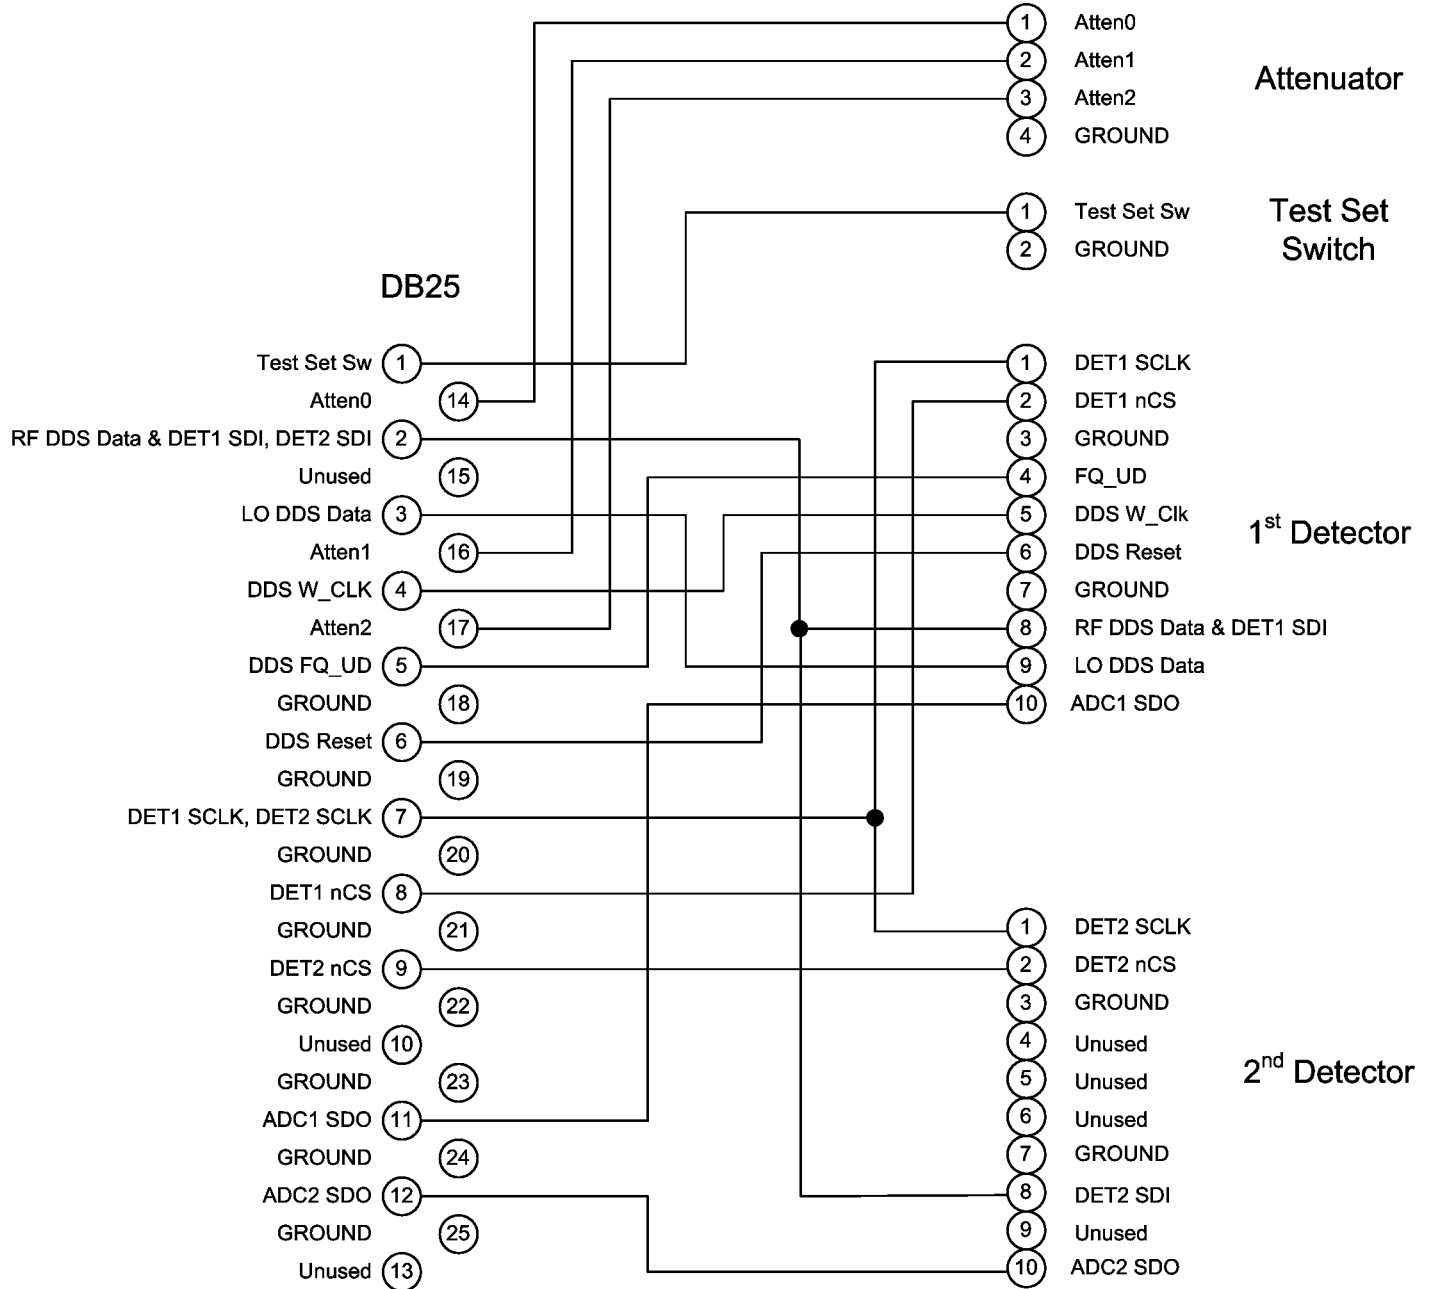 1 Atten0
2 Atten1
3 Atten2
4 GROUND
Attenuator
1 Test Set Sw
2 GROUND
Test Set
Switch
DB25
Test Set Sw 1
Atten0 14
RF DDS Data & DET1 SDI, DET2 SDI 2
Unused 15
LO DDS Data 3
Atten1 16
DDS W_CLK 4
Atten2 17
DDS FQ_UD 5
GROUND 18
DDS Reset 6
GROUND 19
DET1 SCLK, DET2 SCLK 7
GROUND 20
DET1 nCS 8
GROUND 21
DET2 nCS 9
GROUND 22
Unused 10
GROUND 23
ADC1 SDO 11
GROUND 24
ADC2 SDO 12
GROUND 25
Unused 13
1 DET1 SCLK
2 DET1 nCS
3 GROUND
4 FQ_UD
5 DDS W_Clk
6 DDS Reset
7 GROUND
8 RF DDS Data & DET1 SDI
9 LO DDS Data
10 ADC1 SDO
1st Detector
1 DET2 SCLK
2 DET2 nCS
3 GROUND
4 Unused
5 Unused
6 Unused
7 GROUND
8 DET2 SDI
9 Unused
10 ADC2 SDO
2nd Detector